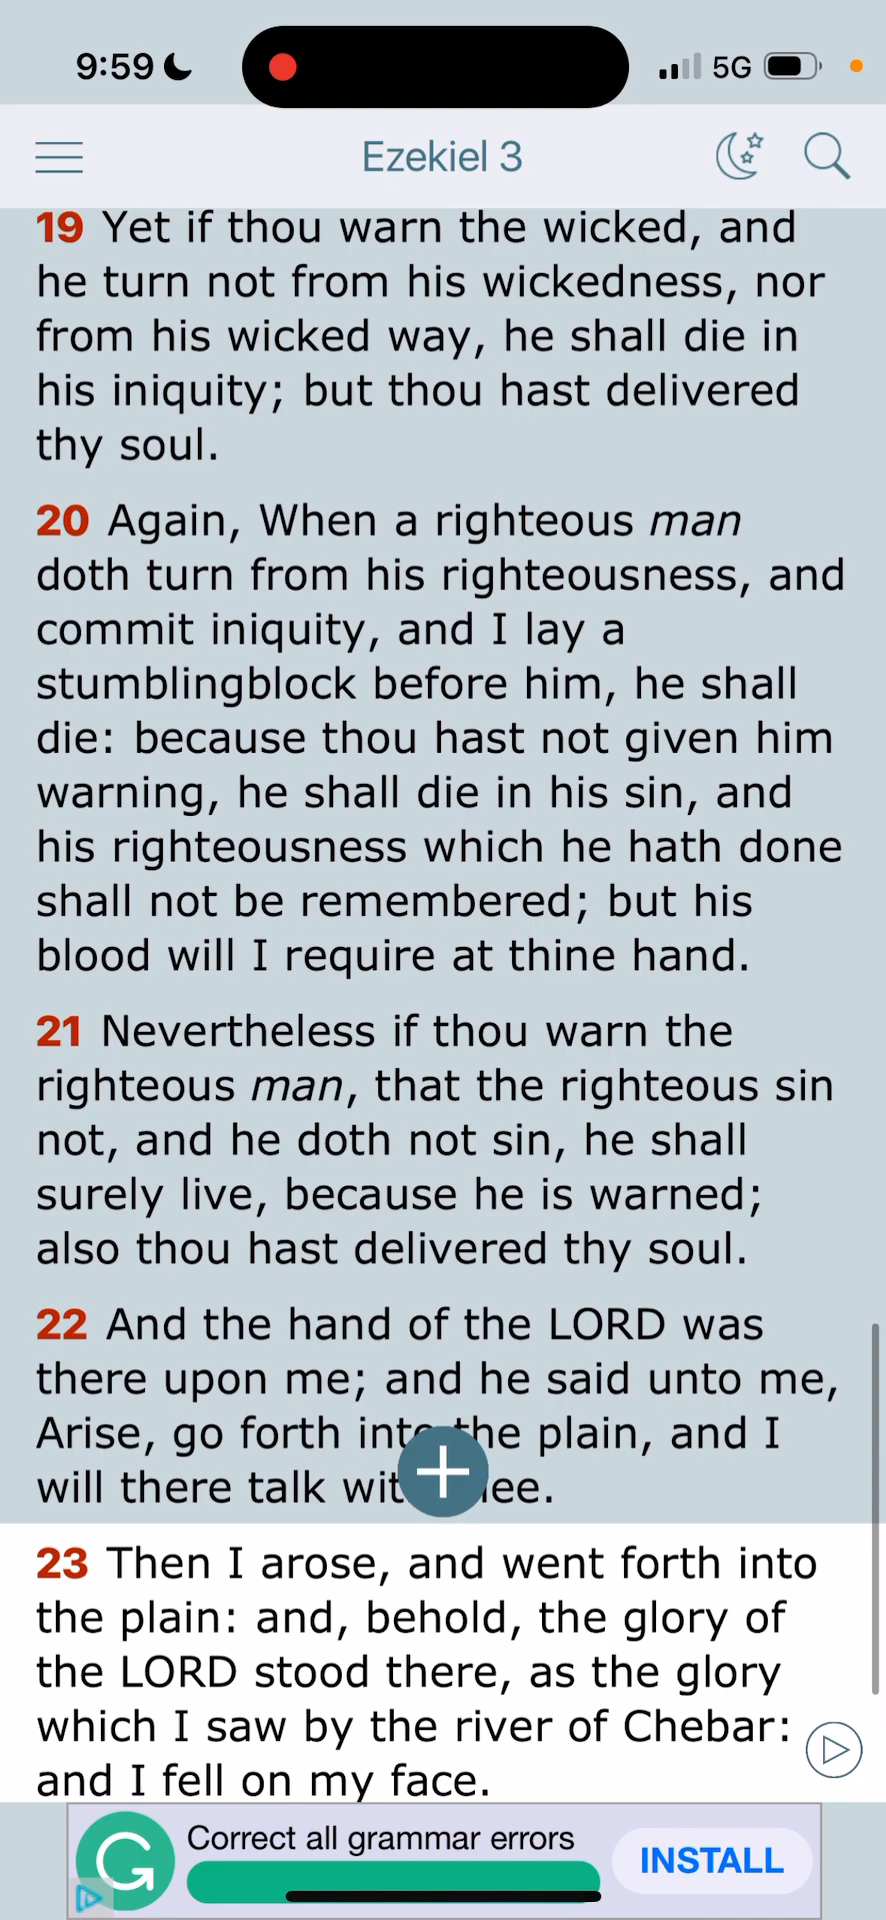 9:59
5G
Ezekiel 3
19 Yet if thou warn the wicked, and
he turn not from his wickedness, nor
from his wicked way, he shall die in
his iniquity; but thou hast delivered
thy soul.
20 Again, When a righteous man
doth turn from his righteousness, and
commit iniquity, and I lay a
stumblingblock before him, he shall
die: because thou hast not given him
warning, he shall die in his sin, and
his righteousness which he hath done
shall not be remembered; but his
blood will I require at thine hand.
21 Nevertheless if thou warn the
righteous man, that the righteous sin
not, and he doth not sin, he shall
surely live, because he is warned;
also thou hast delivered thy soul.
22 And the hand of the LORD was
there upon me; and he said unto me,
Arise, go forth into the plain, and I
will there talk with thee.
23 Then I arose, and went forth into
the plain: and, behold, the glory of
the LORD stood there, as the glory
which I saw by the river of Chebar:
and I fell on my face.
Correct all grammar errors
INSTALL